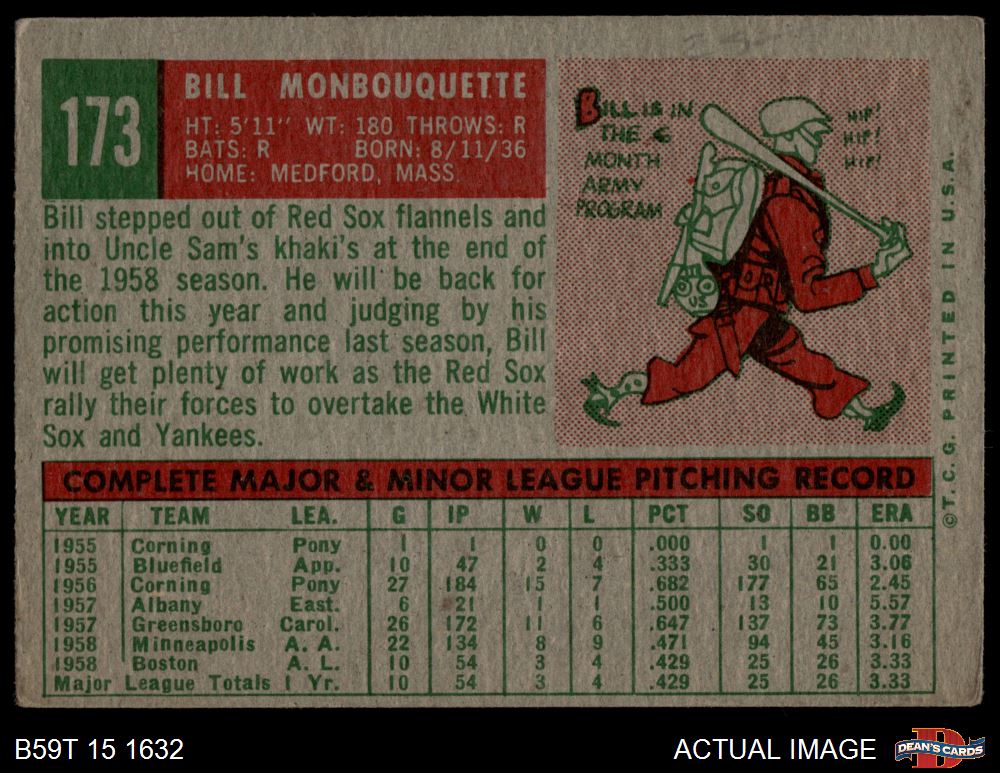 173
BILL MONBOUQUETTE
HT: 5'11" WT: 180 THROWS: R
BATS: R BORN: 8/11/36
HOME: MEDFORD, MASS.
Bill stepped out of Red Sox flannels and
into Uncle Sam's khaki's at the end of
the 1958 season. He will be back for
action this year and judging by his
promising performance last season, Bill
will get plenty of work as the Red Sox
rally their forces to overtake the White
Sox and Yankees.
BILL IS IN
THE 6
MONTH
ARMY
PROGRAM
HIP!
HIP!
HIP!
US
© T. C. G. PRINTED IN U.S.A.
COMPLETE MAJOR & MINOR LEAGUE PITCHING RECORD
YEAR TEAM LEA. G IP W L PCT SO BB ERA
1955 Corning Pony 1 1 0 0 .000 1 1 0.00
1955 Bluefield App. 10 47 2 4 .333 30 21 3.06
1956 Corning Pony 27 184 15 7 .682 177 65 2.45
1957 Albany East. 6 21 1 1 .500 13 10 5.57
1957 Greensboro Carol. 26 172 11 6 .647 137 73 3.77
1958 Minneapolis A. A. 22 134 8 9 .471 94 45 3.16
1958 Boston A. L. 10 54 3 4 .429 25 26 3.33
Major League Totals 1 Yr. 10 54 3 4 .429 25 26 3.33
B59T 15 1632
ACTUAL IMAGE
D
DEAN'S CARDS